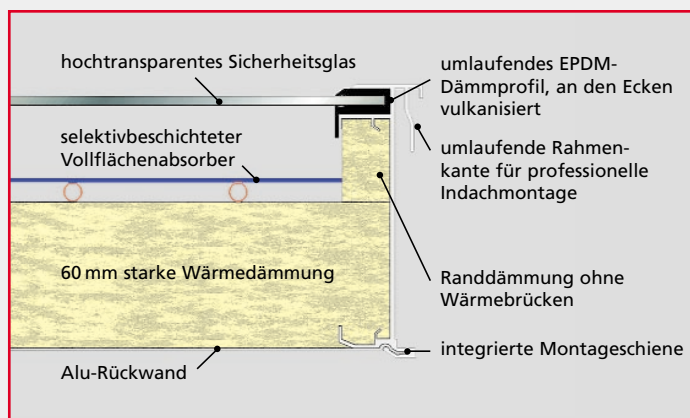 hochtransparentes Sicherheitsglas
selektivbeschichteter
Vollflächenabsorber
60 mm starke Wärmedämmung
Alu-Rückwand
umlaufendes EPDM-
Dämmprofil, an den Ecken
vulkanisiert
umlaufende Rahmen-
kante für professionelle
Indachmontage
Randdämmung ohne
Wärmebrücken
integrierte Montageschiene